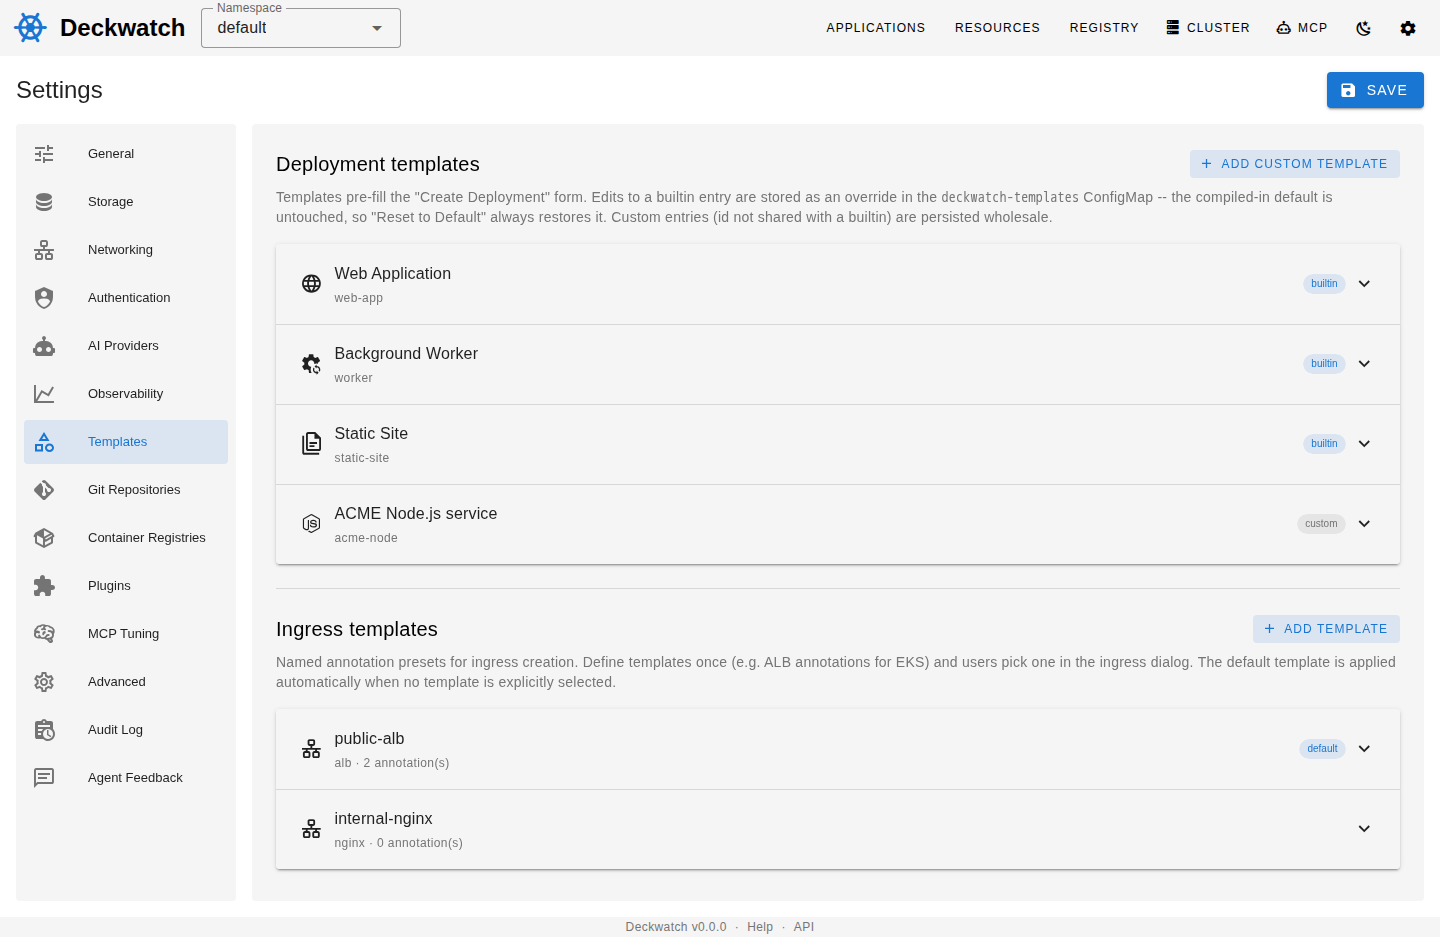 Deckwatch
Namespace
default
APPLICATIONS
RESOURCES
REGISTRY
CLUSTER
MCP
Settings
SAVE
General
Storage
Networking
Authentication
AI Providers
Observability
Templates
Git Repositories
Container Registries
Plugins
MCP Tuning
Advanced
Audit Log
Agent Feedback
Deployment templates
ADD CUSTOM TEMPLATE
Templates pre-fill the "Create Deployment" form. Edits to a builtin entry are stored as an override in the deckwatch-templates ConfigMap -- the compiled-in default is
untouched, so "Reset to Default" always restores it. Custom entries (id not shared with a builtin) are persisted wholesale.
Web Application
web-app
builtin
Background Worker
worker
builtin
Static Site
static-site
builtin
ACME Node.js service
acme-node
custom
Ingress templates
ADD TEMPLATE
Named annotation presets for ingress creation. Define templates once (e.g. ALB annotations for EKS) and users pick one in the ingress dialog. The default template is applied
automatically when no template is explicitly selected.
public-alb
alb · 2 annotation(s)
default
internal-nginx
nginx · 0 annotation(s)
Deckwatch v0.0.0 · Help · API